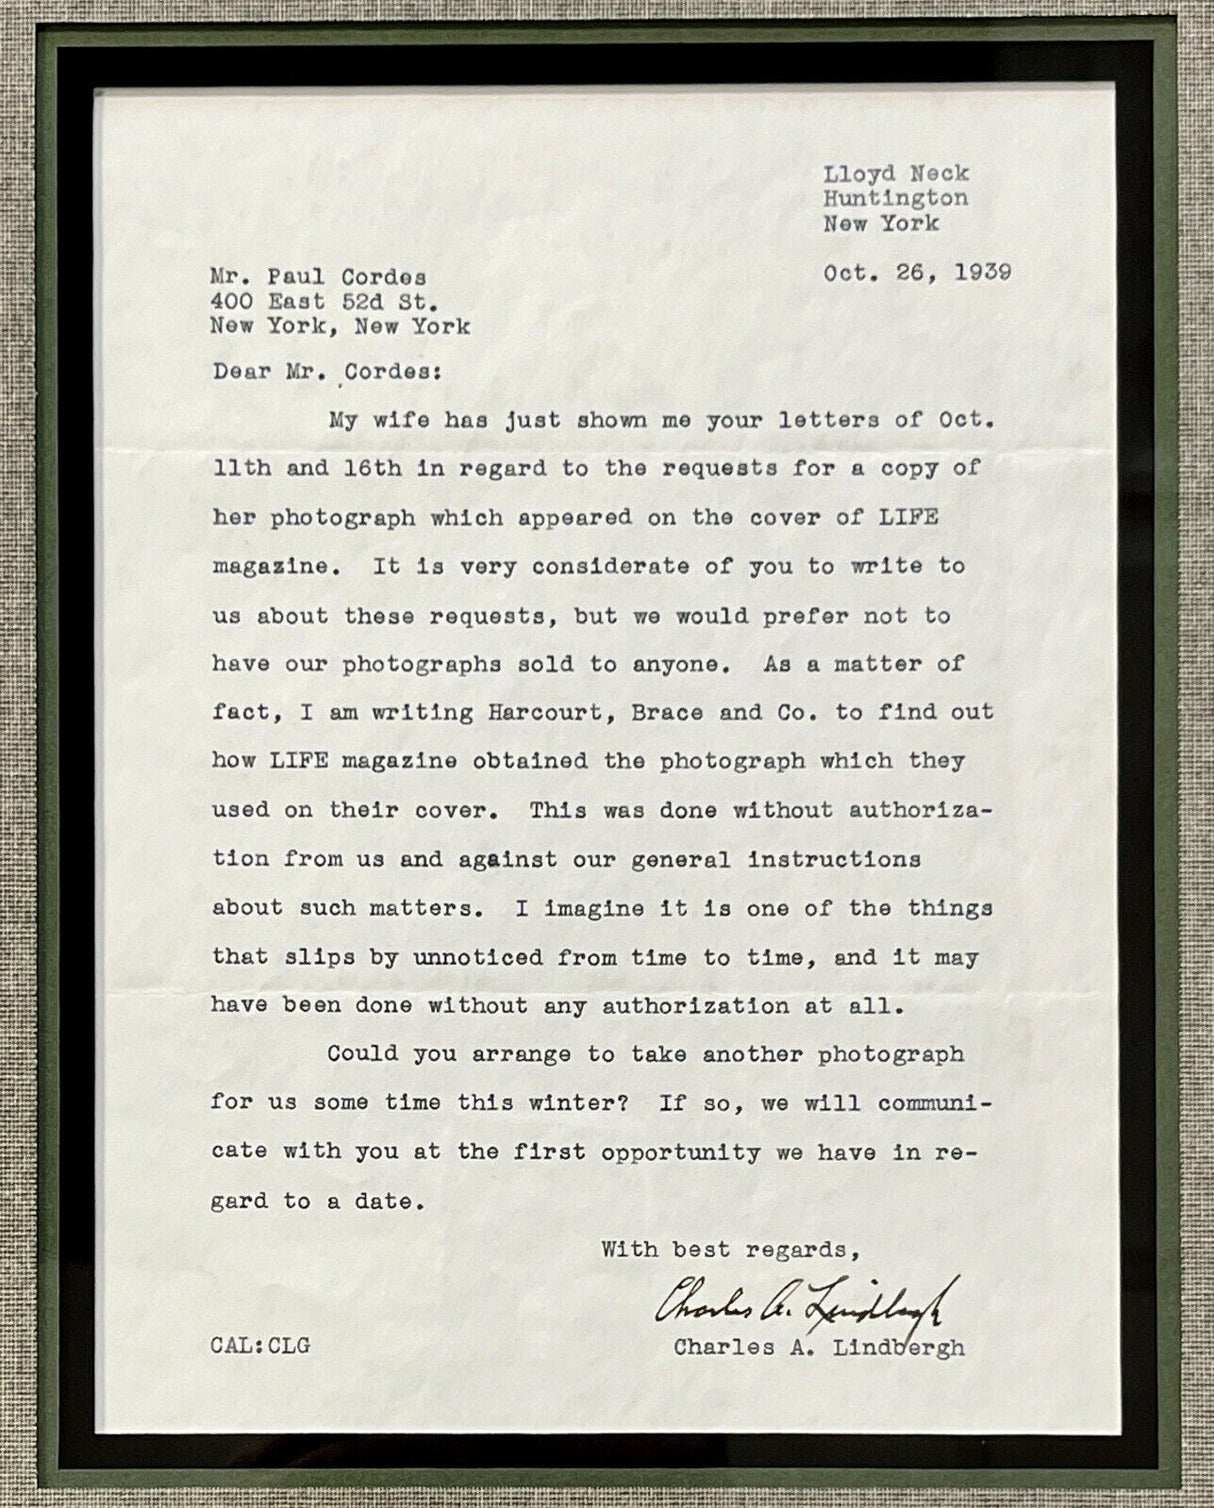 Lloyd Neck
Huntington
New York
Oct. 26, 1939
Mr. Paul Cordes
400 East 52d St.
New York, New York
Dear Mr. Cordes:
My wife has just shown me your letters of Oct.
11th and 16th in regard to the requests for a copy of
her photograph which appeared on the cover of LIFE
magazine.  It is very considerate of you to write to
us about these requests, but we would prefer not to
have our photographs sold to anyone.  As a matter of
fact, I am writing Harcourt, Brace and Co. to find out
how LIFE magazine obtained the photograph which they
used on their cover.  This was done without authoriza-
tion from us and against our general instructions
about such matters.  I imagine it is one of the things
that slips by unnoticed from time to time, and it may
have been done without any authorization at all.
Could you arrange to take another photograph
for us some time this winter?  If so, we will communi-
cate with you at the first opportunity we have in re-
gard to a date.
With best regards,
Charles A. Lindbergh
Charles A. Lindbergh
CAL:CLG